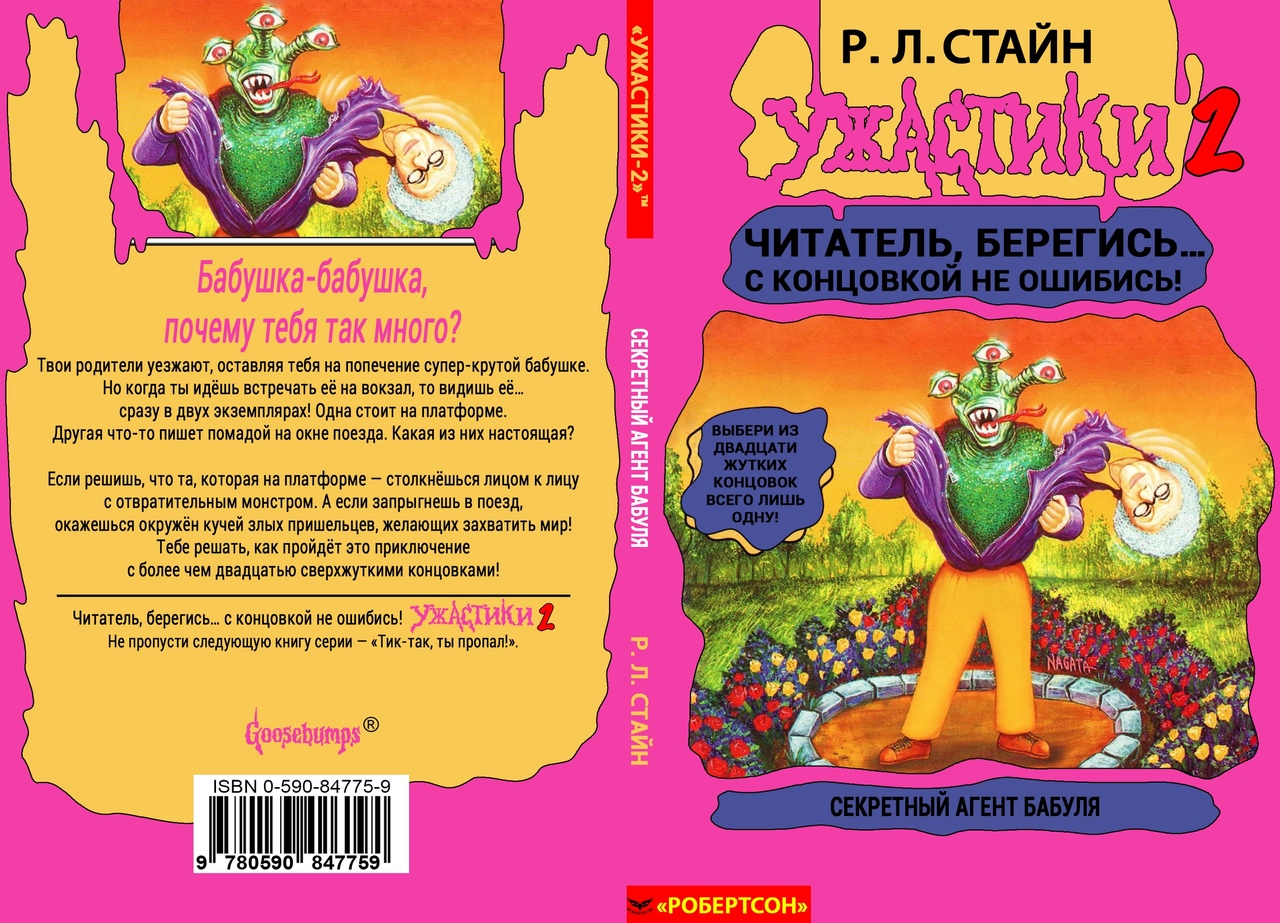 Бабушка-бабушка,
почему тебя так много?
Твои родители уезжают, оставляя тебя на попечение супер-крутой бабушке.
Но когда ты идёшь встречать её на вокзал, то видишь её...
сразу в двух экземплярах! Одна стоит на платформе.
Другая что-то пишет помадой на окне поезда. Какая из них настоящая?
Если решишь, что та, которая на платформе — столкнёшься лицом к лицу
с отвратительным монстром. А если запрыгнешь в поезд,
окажешься окружён кучей злых пришельцев, желающих захватить мир!
Тебе решать, как пройдёт это приключение
с более чем двадцатью сверхжуткими концовками!
Читатель, берегись... с концовкой не ошибись! УЖАСТИКИ 2
Не пропусти следующую книгу серии — «Тик-так, ты пропал!».
Goosebumps®
ISBN 0-590-84775-9
9 780590 847759
«УЖАСТИКИ-2»™
СЕКРЕТНЫЙ АГЕНТ БАБУЛЯ
Р. Л. СТАЙН
«РОБЕРТСОН»
Р. Л. СТАЙН
УЖАСТИКИ 2
ЧИТАТЕЛЬ, БЕРЕГИСЬ...
С КОНЦОВКОЙ НЕ ОШИБИСЬ!
ВЫБЕРИ ИЗ
ДВАДЦАТИ
ЖУТКИХ
КОНЦОВОК
ВСЕГО ЛИШЬ
ОДНУ!
NAGATA
СЕКРЕТНЫЙ АГЕНТ БАБУЛЯ